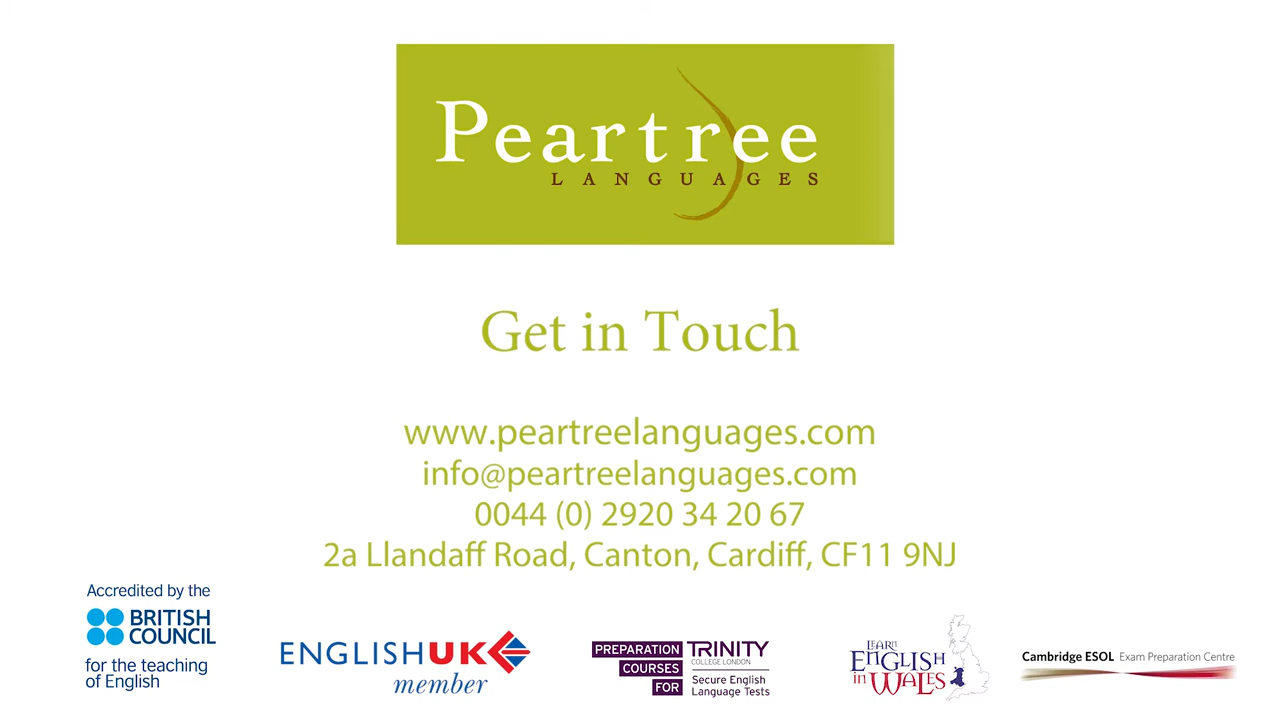 Peartree
LANGUAGES
Get in Touch
www.peartreelanguages.com
info@peartreelanguages.com
0044 (0) 2920 34 20 67
2a Llandaff Road, Canton, Cardiff, CF11 9NJ
Accredited by the
BRITISH
COUNCIL
for the teaching
of English
ENGLISHUK
member
PREPARATION
COURSES
FOR
TRINITY
COLLEGE LONDON
Secure English
Language Tests
LEARN
ENGLISH
in WALES
Cambridge ESOL Exam Preparation Centre